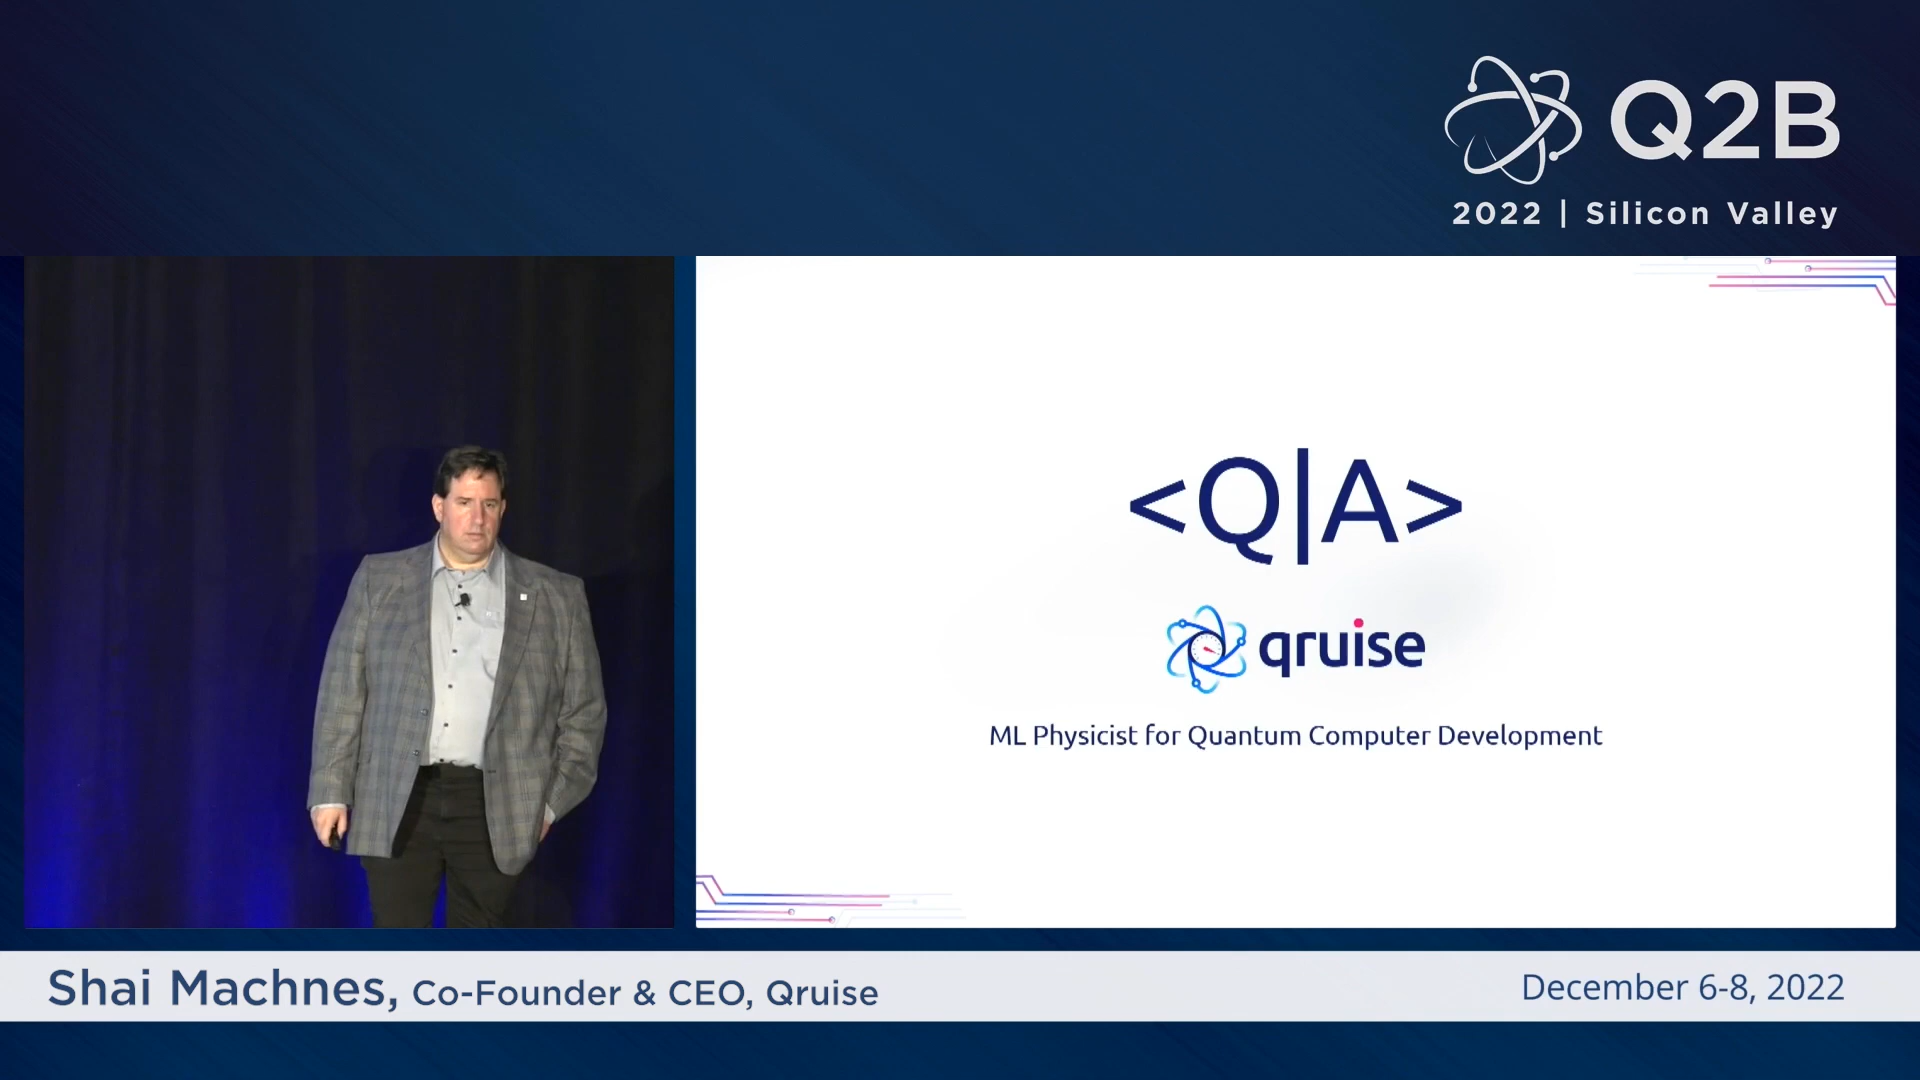 Q2B
2022 | Silicon Valley
<Q|A>
qruise
ML Physicist for Quantum Computer Development
Shai Machnes, Co-Founder & CEO, Qruise
December 6-8, 2022